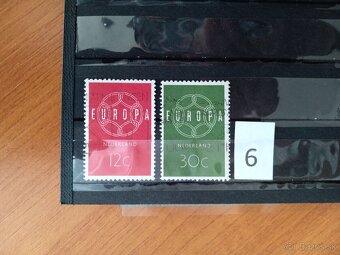 EUROPA
NEDERLAND
12c
EUROPA
NEDERLAND
30c
6